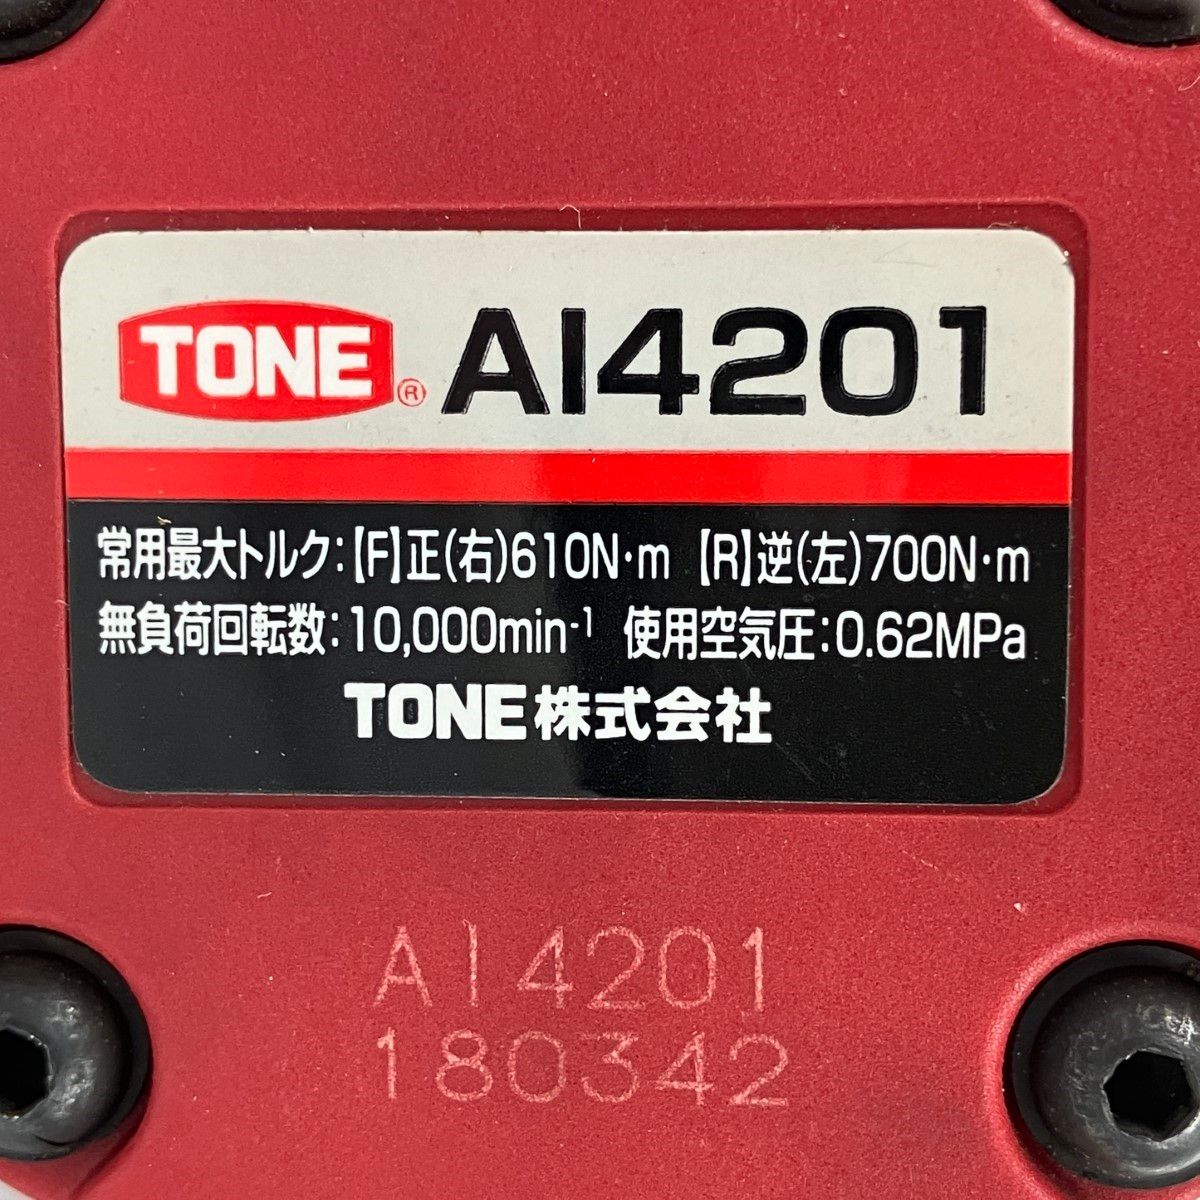 TONE® AI4201
常用最大トルク:【F】正(右)610N·m 【R】逆(左)700N·m
無負荷回転数:10,000min⁻¹ 使用空気圧:0.62MPa
TONE株式会社
AI4201
180342